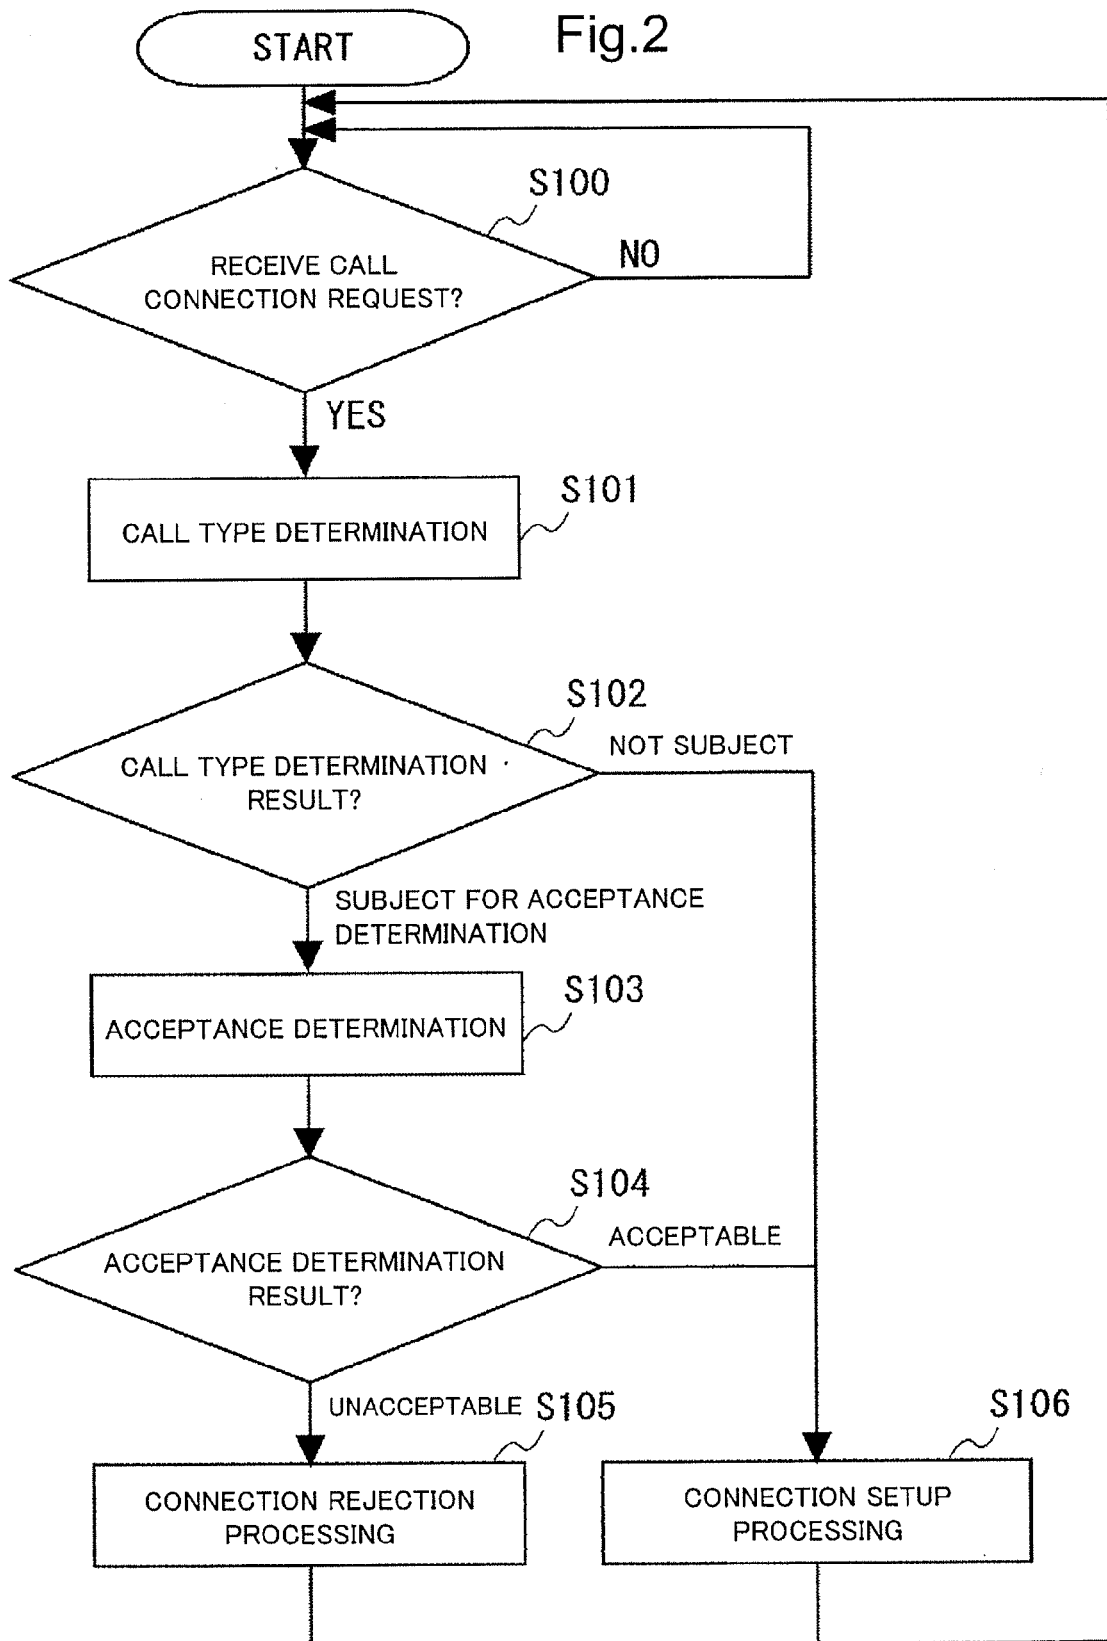 START
Fig.2
S100
RECEIVE CALL
CONNECTION REQUEST?
NO
YES
S101
CALL TYPE DETERMINATION
S102
NOT SUBJECT
CALL TYPE DETERMINATION
RESULT?
SUBJECT FOR ACCEPTANCE
DETERMINATION
S103
ACCEPTANCE DETERMINATION
S104
ACCEPTABLE
ACCEPTANCE DETERMINATION
RESULT?
UNACCEPTABLE
S105
S106
CONNECTION REJECTION
PROCESSING
CONNECTION SETUP
PROCESSING